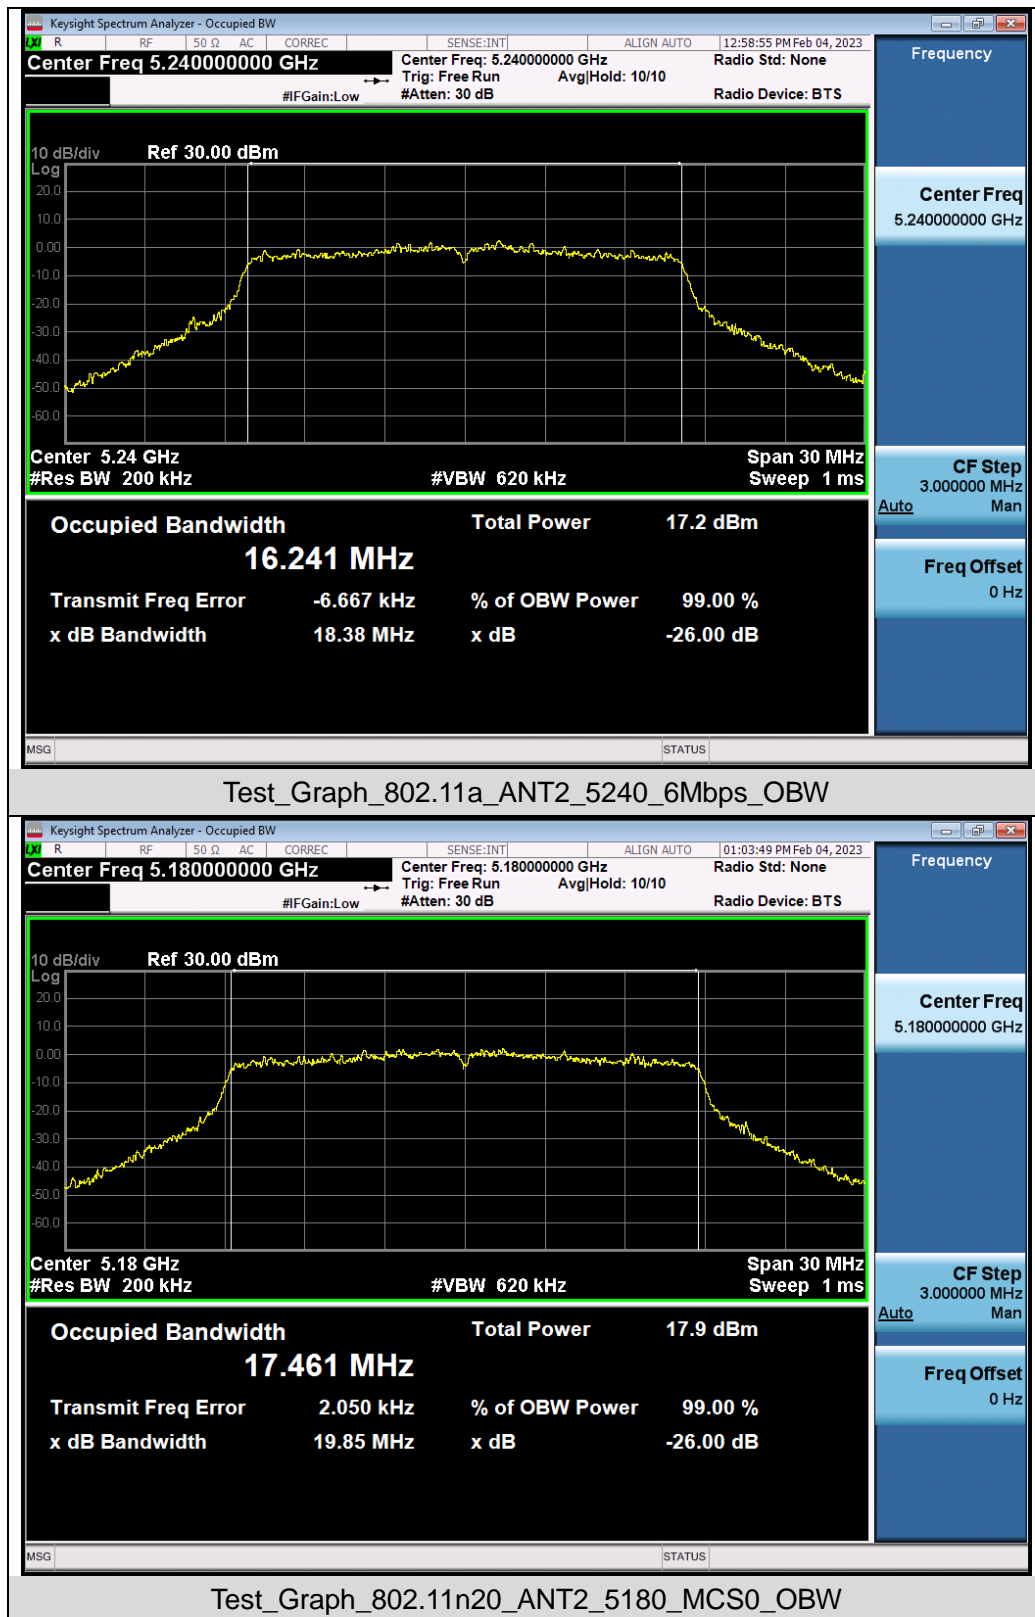 Keysight Spectrum Analyzer - Occupied BW
LXI R RF 50 Ω AC CORREC SENSE:INT ALIGN AUTO 12:58:55 PM Feb 04, 2023
Center Freq 5.240000000 GHz Center Freq: 5.240000000 GHz Radio Std: None Frequency
Trig: Free Run Avg|Hold: 10/10
#IFGain:Low #Atten: 30 dB Radio Device: BTS
10 dB/div Ref 30.00 dBm
Log
20.0
10.0
0.00
-10.0
-20.0
-30.0
-40.0
-50.0
-60.0
Center Freq
5.240000000 GHz
Center 5.24 GHz Span 30 MHz
#Res BW 200 kHz #VBW 620 kHz Sweep 1 ms
CF Step
3.000000 MHz
Auto Man
Occupied Bandwidth Total Power 17.2 dBm
16.241 MHz
Freq Offset
0 Hz
Transmit Freq Error -6.667 kHz % of OBW Power 99.00 %
x dB Bandwidth 18.38 MHz x dB -26.00 dB
MSG STATUS
Test_Graph_802.11a_ANT2_5240_6Mbps_OBW
Keysight Spectrum Analyzer - Occupied BW
LXI R RF 50 Ω AC CORREC SENSE:INT ALIGN AUTO 01:03:49 PM Feb 04, 2023
Center Freq 5.180000000 GHz Center Freq: 5.180000000 GHz Radio Std: None Frequency
Trig: Free Run Avg|Hold: 10/10
#IFGain:Low #Atten: 30 dB Radio Device: BTS
10 dB/div Ref 30.00 dBm
Log
20.0
10.0
0.00
-10.0
-20.0
-30.0
-40.0
-50.0
-60.0
Center Freq
5.180000000 GHz
Center 5.18 GHz Span 30 MHz
#Res BW 200 kHz #VBW 620 kHz Sweep 1 ms
CF Step
3.000000 MHz
Auto Man
Occupied Bandwidth Total Power 17.9 dBm
17.461 MHz
Freq Offset
0 Hz
Transmit Freq Error 2.050 kHz % of OBW Power 99.00 %
x dB Bandwidth 19.85 MHz x dB -26.00 dB
MSG STATUS
Test_Graph_802.11n20_ANT2_5180_MCS0_OBW